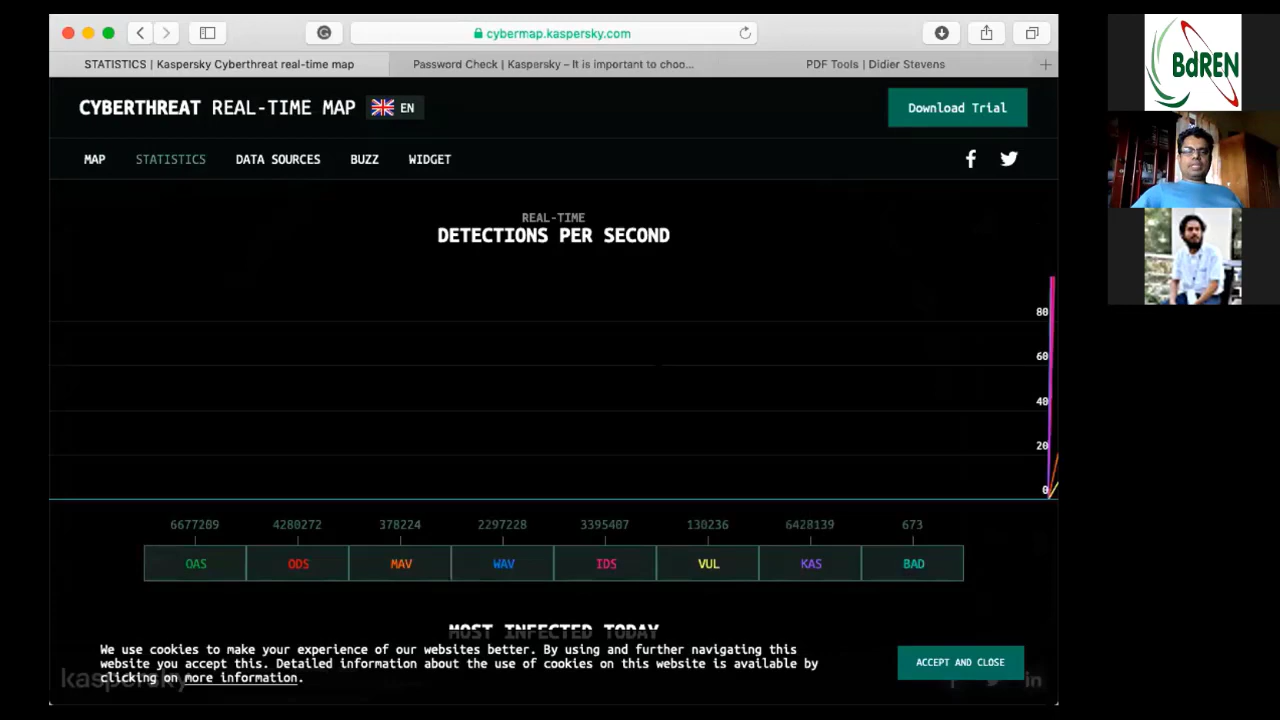 cybermap.kaspersky.com
STATISTICS | Kaspersky Cyberthreat real-time map
Password Check | Kaspersky – It is important to choo...
PDF Tools | Didier Stevens
CYBERTHREAT REAL-TIME MAP
EN
Download Trial
MAP
STATISTICS
DATA SOURCES
BUZZ
WIDGET
REAL-TIME
DETECTIONS PER SECOND
80
60
40
20
0
6677209
4280272
378224
2297228
3395407
130236
6428139
673
OAS
ODS
MAV
WAV
IDS
VUL
KAS
BAD
MOST INFECTED TODAY
We use cookies to make your experience of our websites better. By using and further navigating this
website you accept this. Detailed information about the use of cookies on this website is available by
clicking on more information.
ACCEPT AND CLOSE
kaspersky
BdREN